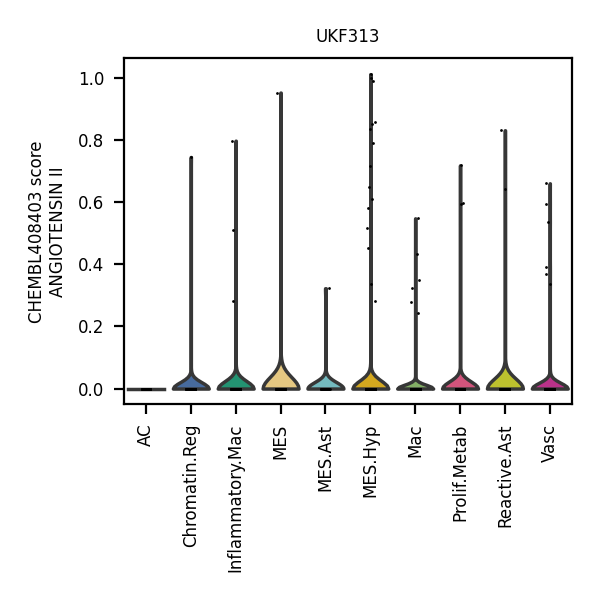 UKF313
CHEMBL408403 score
ANGIOTENSIN II
1.0
0.8
0.6
0.4
0.2
0.0
AC
Chromatin.Reg
Inflammatory.Mac
MES
MES.Ast
MES.Hyp
Mac
Prolif.Metab
Reactive.Ast
Vasc